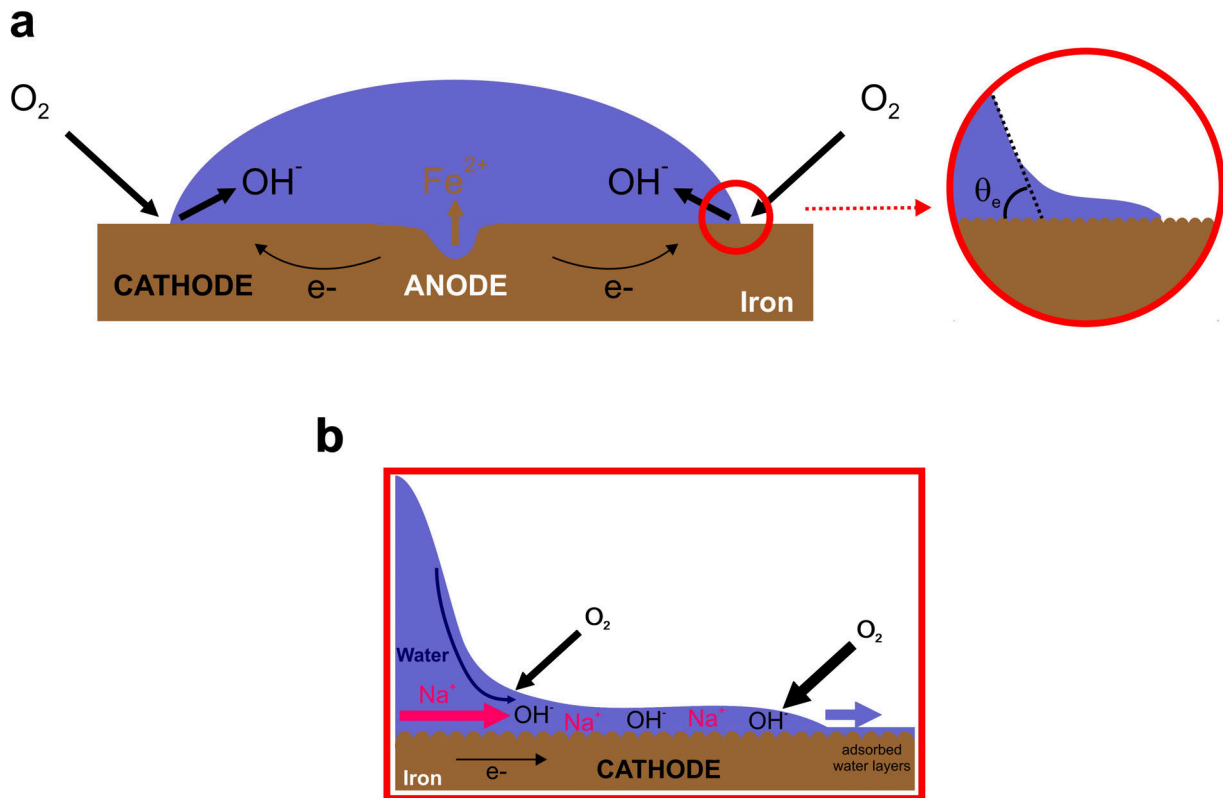 a
O₂
O₂
OH⁻
Fe²⁺
OH⁻
θₑ
CATHODE
e-
ANODE
e-
Iron
b
O₂
O₂
Water
Na⁺
OH⁻
Na⁺
OH⁻
Na⁺
OH⁻
adsorbed
water layers
Iron
e-
CATHODE